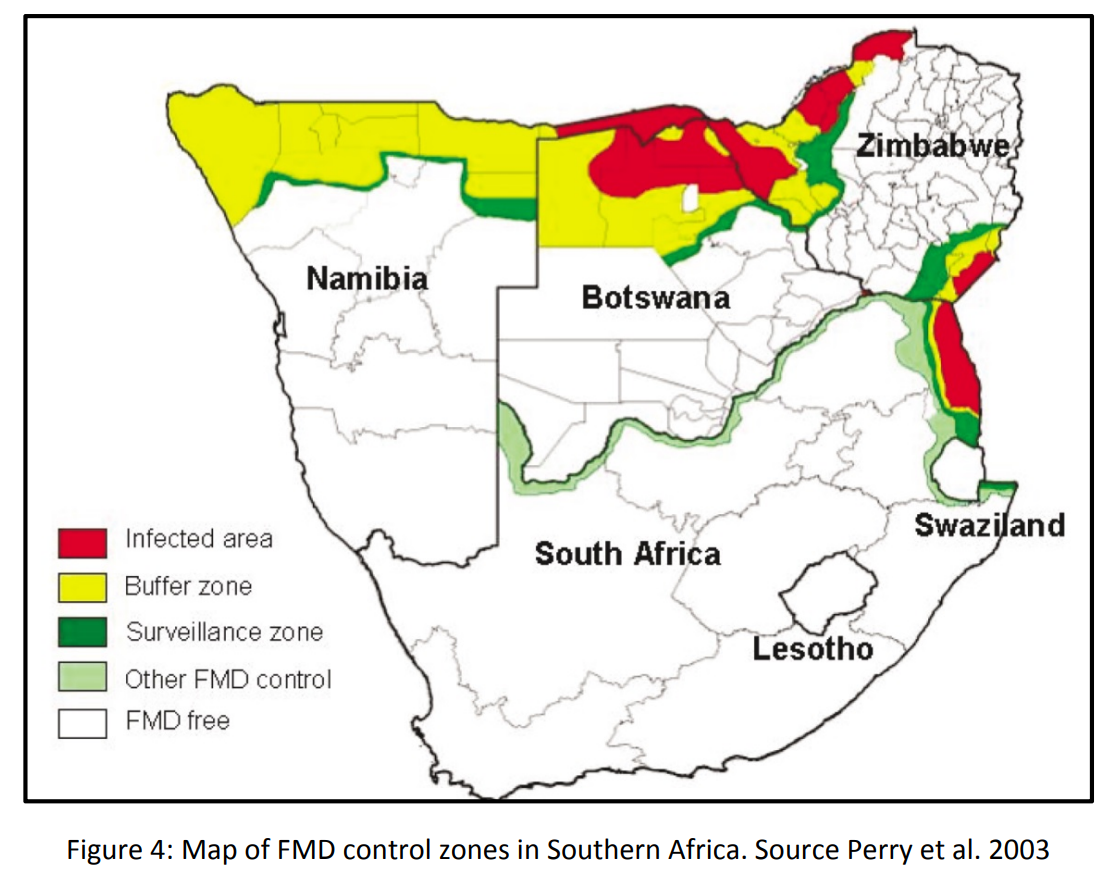 Zimbabwe
Namibia
Botswana
Swaziland
South Africa
Lesotho
Infected area
Buffer zone
Surveillance zone
Other FMD control
FMD free
Figure 4: Map of FMD control zones in Southern Africa. Source Perry et al. 2003